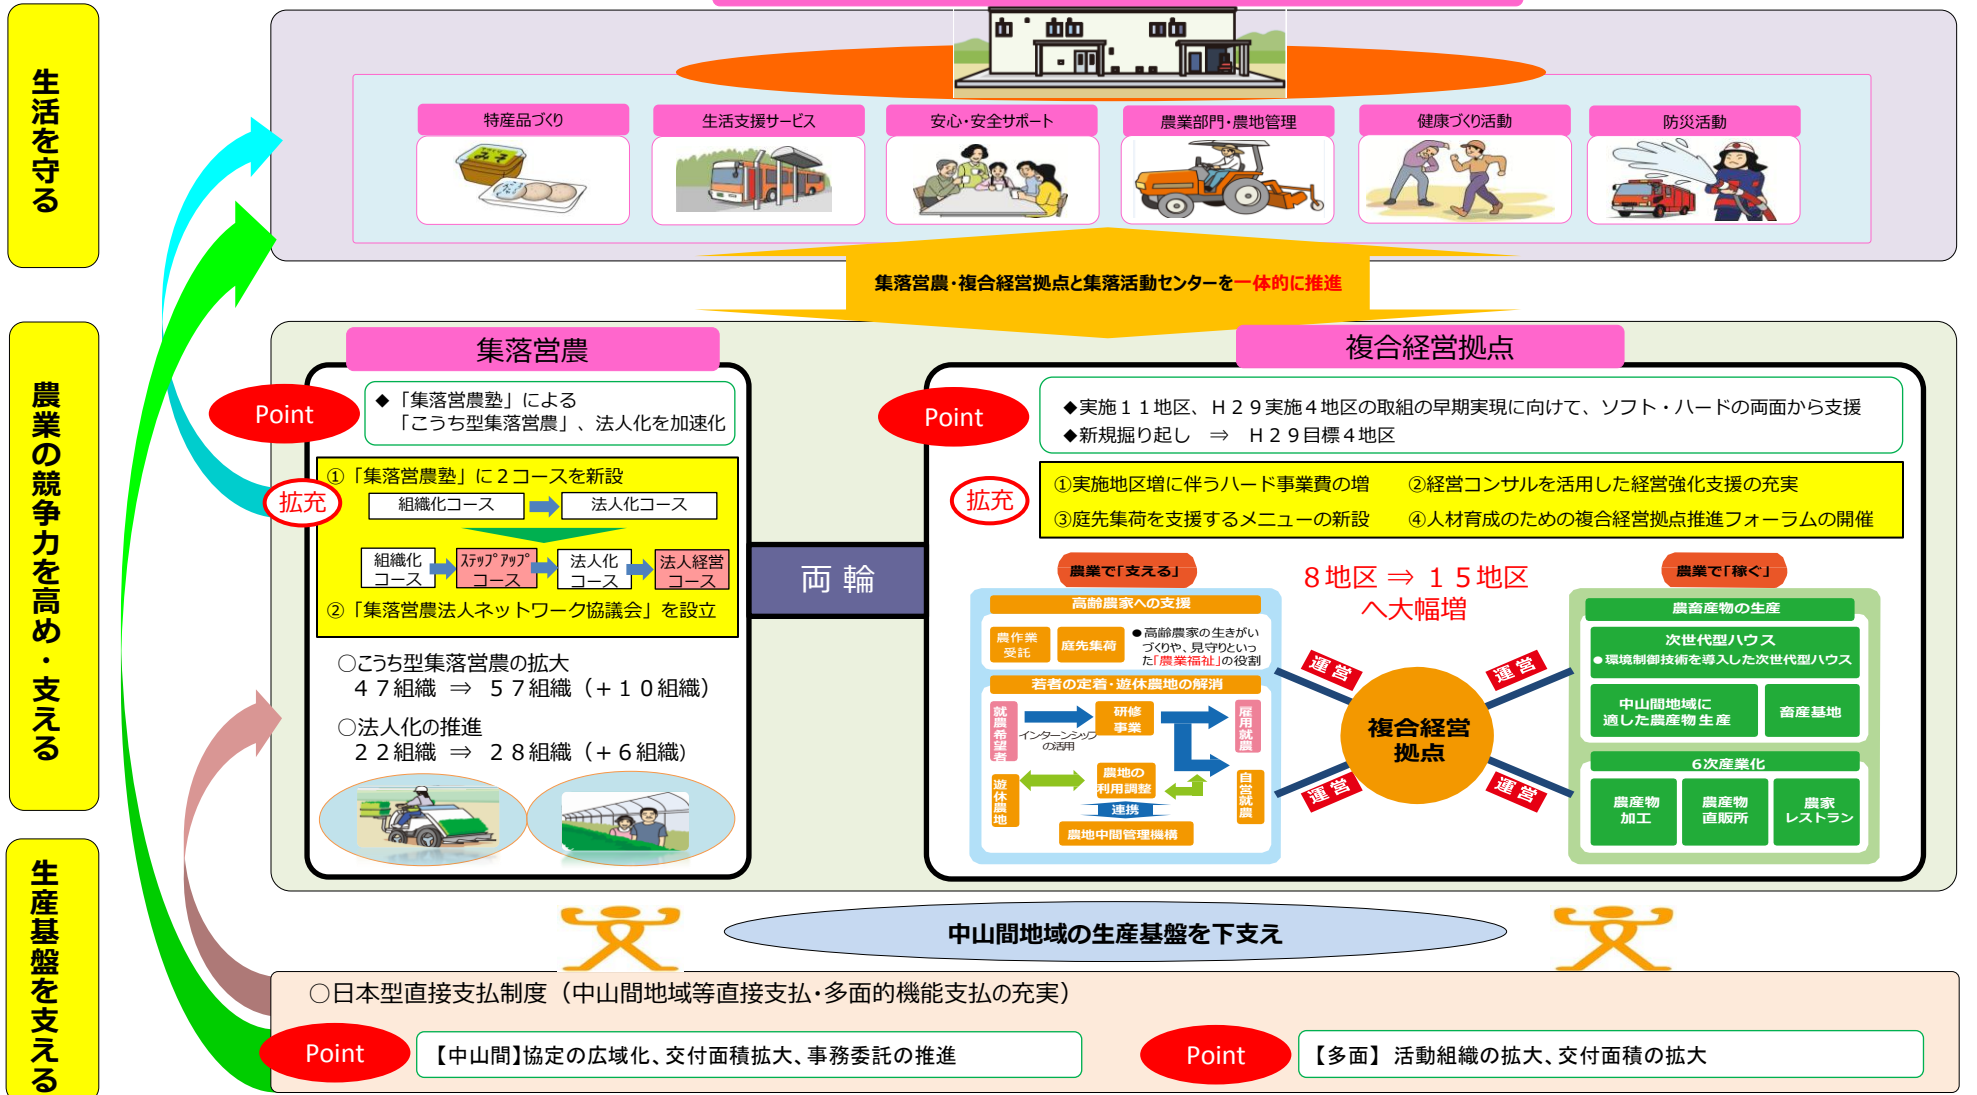 生活を守る
特産品づくり
生活支援サービス
安心・安全サポート
農業部門・農地管理
健康づくり活動
防災活動
みそ
集落営農・複合経営拠点と集落活動センターを一体的に推進
農業の競争力を高め・支える
集落営農
Point
◆「集落営農塾」による
「こうち型集落営農」、法人化を加速化
拡充
①「集落営農塾」に２コースを新設
組織化コース
法人化コース
組織化
コース
ｽﾃｯﾌﾟｱｯﾌﾟ
コース
法人化
コース
法人経営
コース
②「集落営農法人ネットワーク協議会」を設立
○こうち型集落営農の拡大
４７組織 ⇒ ５７組織（＋１０組織）
○法人化の推進
２２組織 ⇒ ２８組織（＋６組織）
両 輪
複合経営拠点
Point
◆実施１１地区、Ｈ２９実施４地区の取組の早期実現に向けて、ソフト・ハードの両面から支援
◆新規掘り起し ⇒ Ｈ２９目標４地区
拡充
①実施地区増に伴うハード事業費の増 ②経営コンサルを活用した経営強化支援の充実
③庭先集荷を支援するメニューの新設 ④人材育成のための複合経営拠点推進フォーラムの開催
農業で「支える」
高齢農家への支援
農作業
受託
庭先集荷
●高齢農家の生きがい
づくりや、見守りといっ
た「農業福祉」の役割
若者の定着・遊休農地の解消
就農希望者
インターンシップ
の活用
研修
事業
雇用就農
遊休農地
農地の
利用調整
自営就農
連携
農地中間管理機構
８地区 ⇒ １５地区
へ大幅増
運営
運営
複合経営
拠点
運営
運営
農業で「稼ぐ」
農畜産物の生産
次世代型ハウス
●環境制御技術を導入した次世代型ハウス
中山間地域に
適した農産物生産
畜産基地
６次産業化
農産物
加工
農産物
直販所
農家
レストラン
生産基盤を支える
中山間地域の生産基盤を下支え
○日本型直接支払制度（中山間地域等直接支払・多面的機能支払の充実）
Point
【中山間】協定の広域化、交付面積拡大、事務委託の推進
Point
【多面】 活動組織の拡大、交付面積の拡大